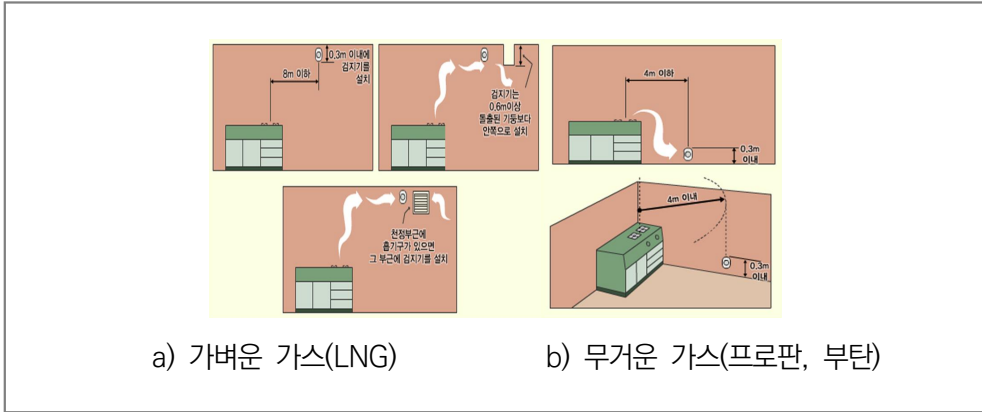 0.3m 이내에
검지기를
설치
8m 이하
검지기는
0.6m이상
돌출된 기둥보다
안쪽으로 설치
4m 이하
0.3m
이내
천정부근에
흡기구가 있으면
그 부근에 검지기를 설치
4m 이내
0.3m
이내
a) 가벼운 가스(LNG)
b) 무거운 가스(프로판, 부탄)